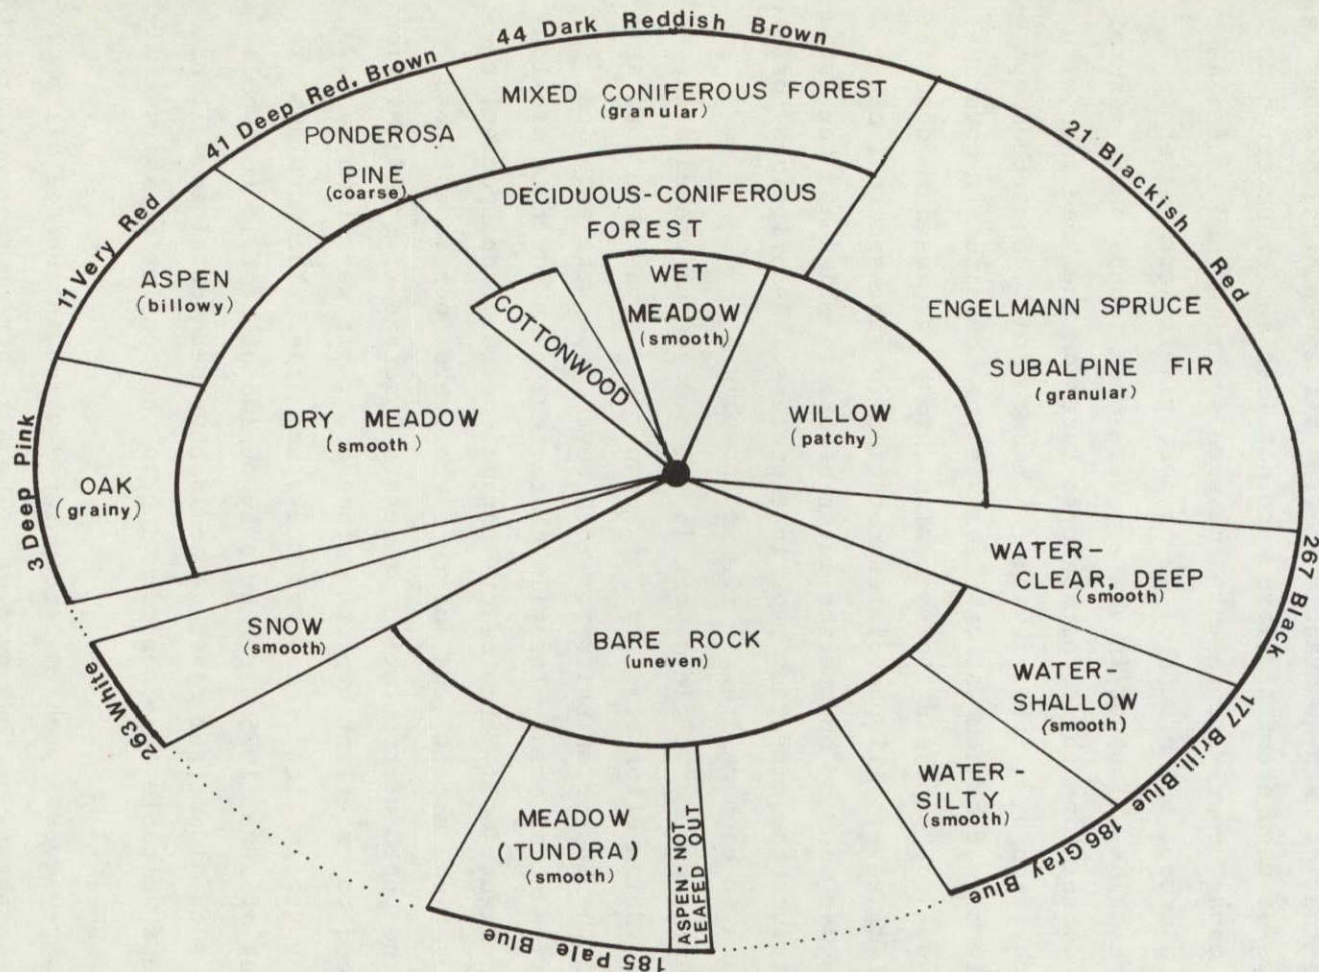 44 Dark Reddish Brown
41 Deep Red. Brown
11 Very Red
3 Deep Pink
21 Blackish Red
267 Black
177 Brill. Blue
186 Gray Blue
185 Pale Blue
263 White
MIXED CONIFEROUS FOREST
(granular)
PONDEROSA
PINE
(coarse)
DECIDUOUS-CONIFEROUS
FOREST
ASPEN
(billowy)
WET
MEADOW
(smooth)
COTTONWOOD
ENGELMANN SPRUCE
SUBALPINE FIR
(granular)
DRY MEADOW
(smooth)
WILLOW
(patchy)
OAK
(grainy)
WATER-
CLEAR, DEEP
(smooth)
SNOW
(smooth)
BARE ROCK
(uneven)
WATER-
SHALLOW
(smooth)
WATER-
SILTY
(smooth)
MEADOW
(TUNDRA)
(smooth)
ASPEN-NOT
LEAFED OUT